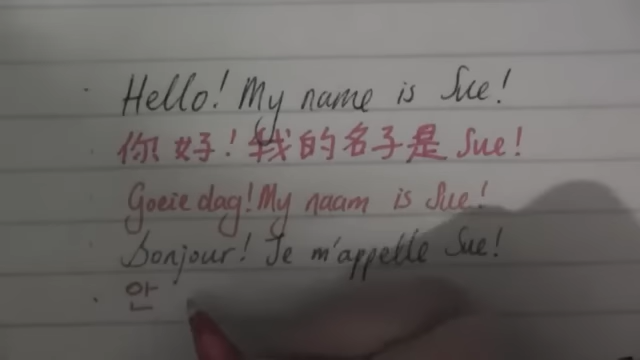 Hello! My name is Sue!
你好!我的名子是 Sue!
Goeie dag! My naam is Sue!
Bonjour! Je m'appelle Sue!
안